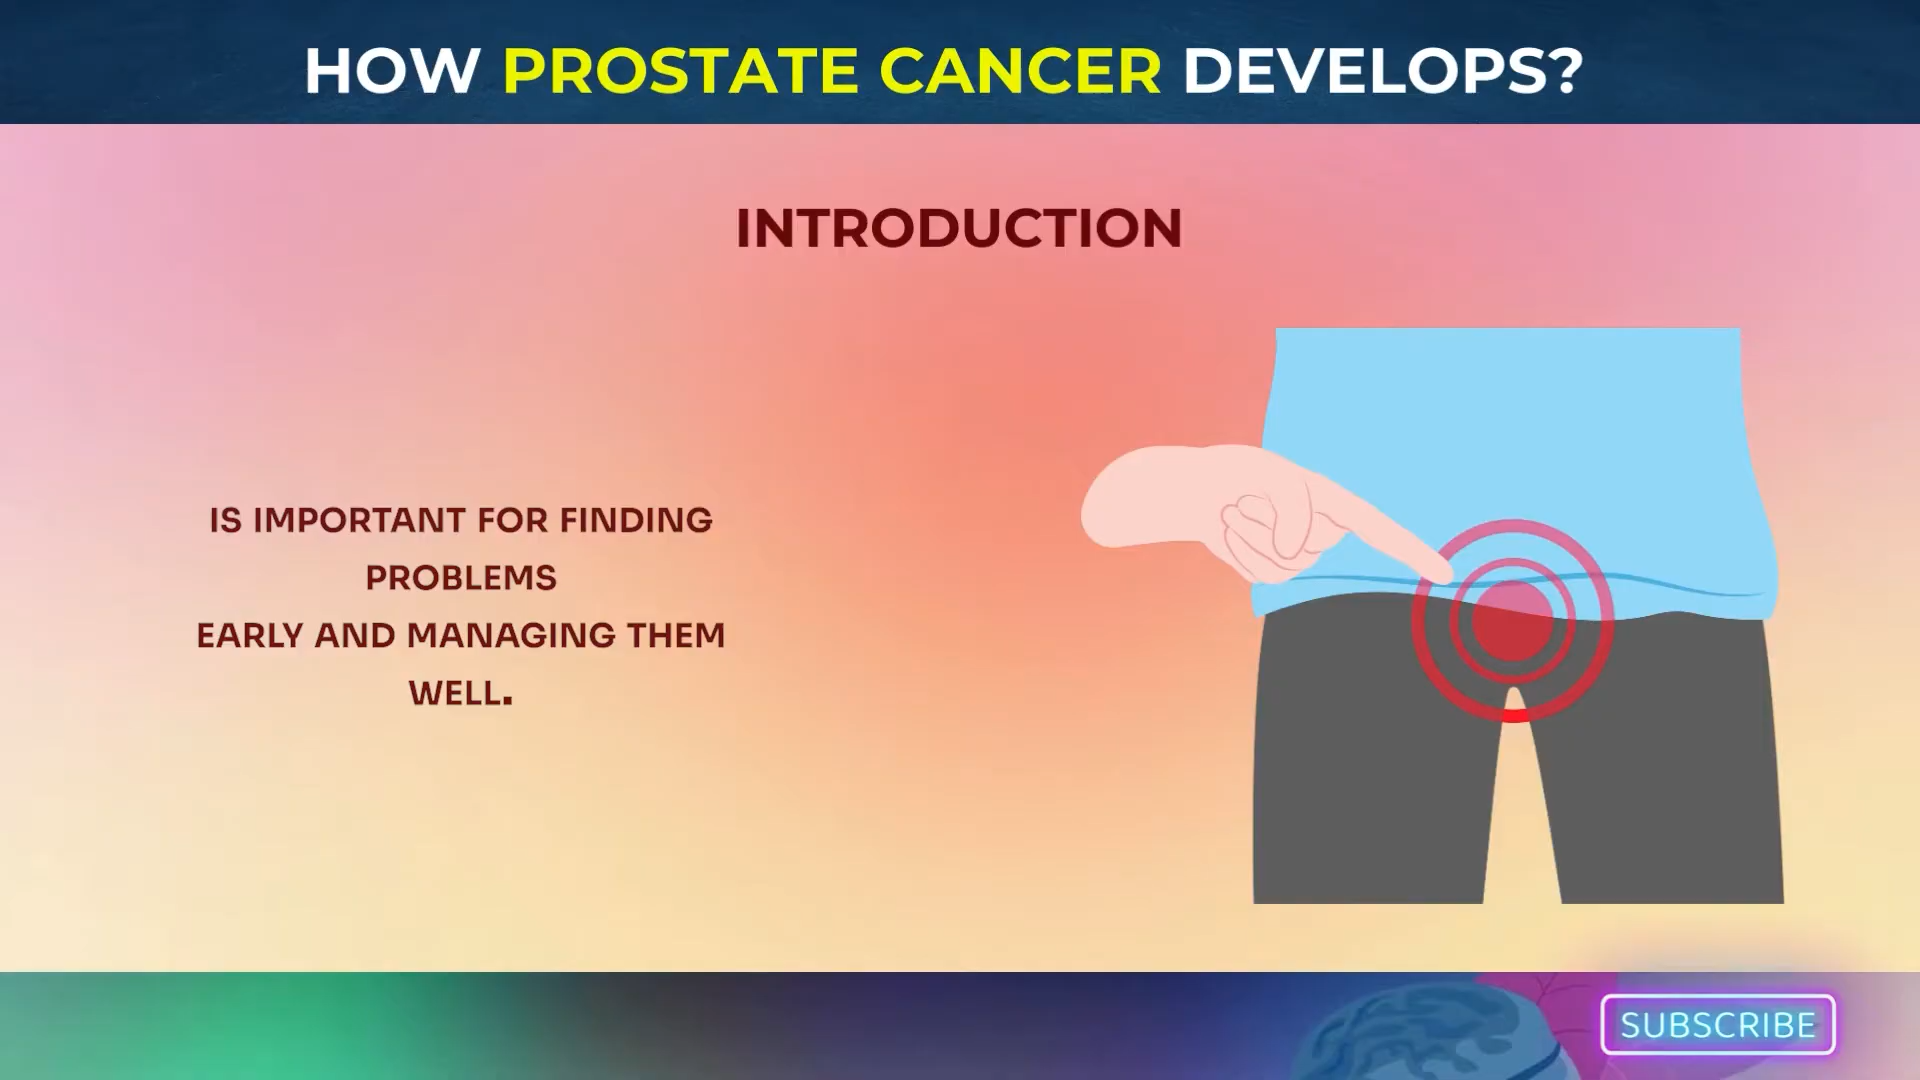 HOW PROSTATE CANCER DEVELOPS?
INTRODUCTION
IS IMPORTANT FOR FINDING
PROBLEMS
EARLY AND MANAGING THEM
WELL.
SUBSCRIBE